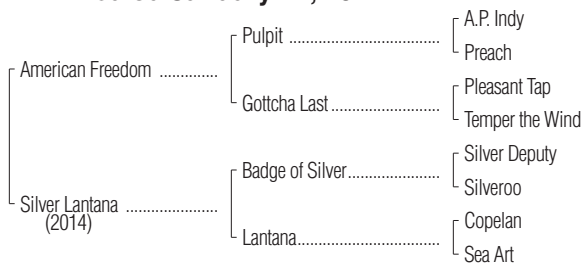 Pulpit
A.P. Indy
Preach
American Freedom
Gottcha Last
Pleasant Tap
Temper the Wind
Badge of Silver
Silver Deputy
Silveroo
Silver Lantana
(2014)
Lantana
Copelan
Sea Art